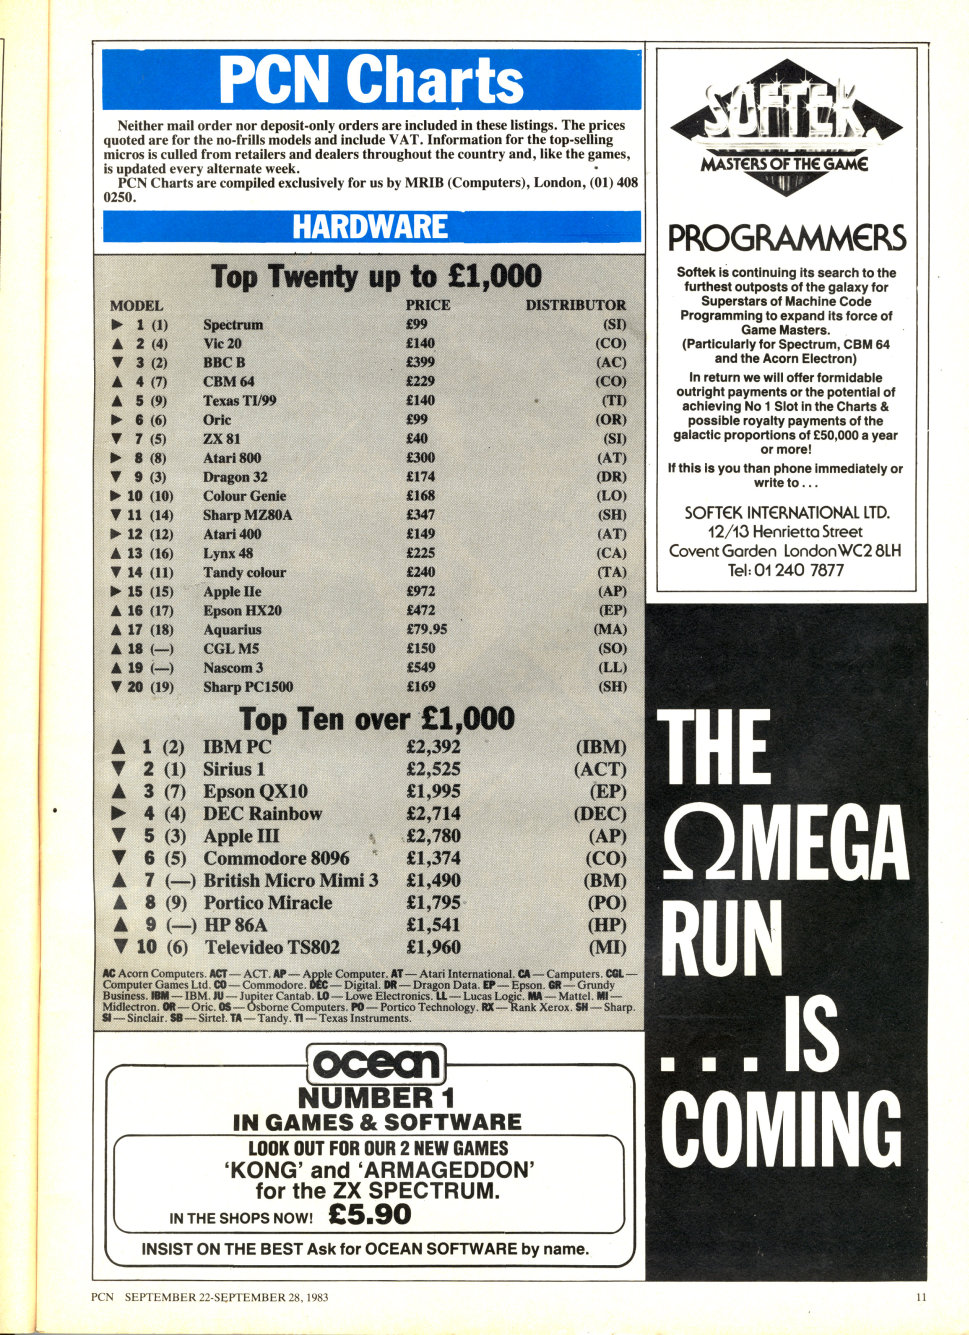 PCN Charts
Neither mail order nor deposit-only orders are included in these listings. The prices
quoted are for the no-frills models and include VAT. Information for the top-selling
micros is culled from retailers and dealers throughout the country and, like the games,
is updated every alternate week.
PCN Charts are compiled exclusively for us by MRIB (Computers), London, (01) 408
0250.
HARDWARE
Top Twenty up to £1,000
MODEL PRICE DISTRIBUTOR
▶ 1 (1) Spectrum £99 (SI)
▲ 2 (4) Vic 20 £140 (CO)
▼ 3 (2) BBC B £399 (AC)
▲ 4 (7) CBM 64 £229 (CO)
▲ 5 (9) Texas TI/99 £140 (TI)
▶ 6 (6) Oric £99 (OR)
▼ 7 (5) ZX 81 £40 (SI)
▶ 8 (8) Atari 800 £300 (AT)
▼ 9 (3) Dragon 32 £174 (DR)
▶ 10 (10) Colour Genie £168 (LO)
▼ 11 (14) Sharp MZ80A £347 (SH)
▶ 12 (12) Atari 400 £149 (AT)
▲ 13 (16) Lynx 48 £225 (CA)
▼ 14 (11) Tandy colour £240 (TA)
▶ 15 (15) Apple IIe £972 (AP)
▲ 16 (17) Epson HX20 £472 (EP)
▲ 17 (18) Aquarius £79.95 (MA)
▲ 18 (—) CGL M5 £150 (SO)
▲ 19 (—) Nascom 3 £549 (LL)
▼ 20 (19) Sharp PC1500 £169 (SH)
Top Ten over £1,000
▲ 1 (2) IBM PC £2,392 (IBM)
▼ 2 (1) Sirius 1 £2,525 (ACT)
▲ 3 (7) Epson QX10 £1,995 (EP)
▶ 4 (4) DEC Rainbow £2,714 (DEC)
▼ 5 (3) Apple III £2,780 (AP)
▼ 6 (5) Commodore 8096 £1,374 (CO)
▲ 7 (—) British Micro Mimi 3 £1,490 (BM)
▲ 8 (9) Portico Miracle £1,795 (PO)
▲ 9 (—) HP 86A £1,541 (HP)
▼ 10 (6) Televideo TS802 £1,960 (MI)
AC Acorn Computers. ACT — ACT. AP — Apple Computer. AT — Atari International. CA — Camputers. CGL —
Computer Games Ltd. CO — Commodore. DEC — Digital. DR — Dragon Data. EP — Epson. GR — Grundy
Business. IBM — IBM. JU — Jupiter Cantab. LO — Lowe Electronics. LL — Lucas Logic. MA — Mattel. MI —
Midlectron. OR — Oric. OS — Osborne Computers. PO — Portico Technology. RX — Rank Xerox. SH — Sharp.
SI — Sinclair. SB — Sirtel. TA — Tandy. TI — Texas Instruments.
ocean
NUMBER 1
IN GAMES & SOFTWARE
LOOK OUT FOR OUR 2 NEW GAMES
'KONG' and 'ARMAGEDDON'
for the ZX SPECTRUM.
IN THE SHOPS NOW! £5.90
INSIST ON THE BEST Ask for OCEAN SOFTWARE by name.
SOFTEK
MASTERS OF THE GAME
PROGRAMMERS
Softek is continuing its search to the
furthest outposts of the galaxy for
Superstars of Machine Code
Programming to expand its force of
Game Masters.
(Particularly for Spectrum, CBM 64
and the Acorn Electron)
In return we will offer formidable
outright payments or the potential of
achieving No 1 Slot in the Charts &
possible royalty payments of the
galactic proportions of £50,000 a year
or more!
If this is you than phone immediately or
write to . . .
SOFTEK INTERNATIONAL LTD.
12/13 Henrietta Street
Covent Garden London WC2 8LH
Tel: 01 240 7877
THE
ΩMEGA
RUN
. . . IS
COMING
PCN SEPTEMBER 22-SEPTEMBER 28, 1983
11